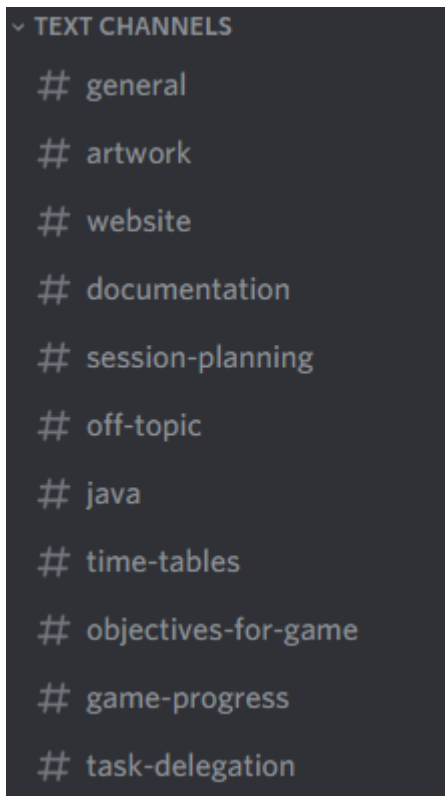 TEXT CHANNELS
# general
# artwork
# website
# documentation
# session-planning
# off-topic
# java
# time-tables
# objectives-for-game
# game-progress
# task-delegation